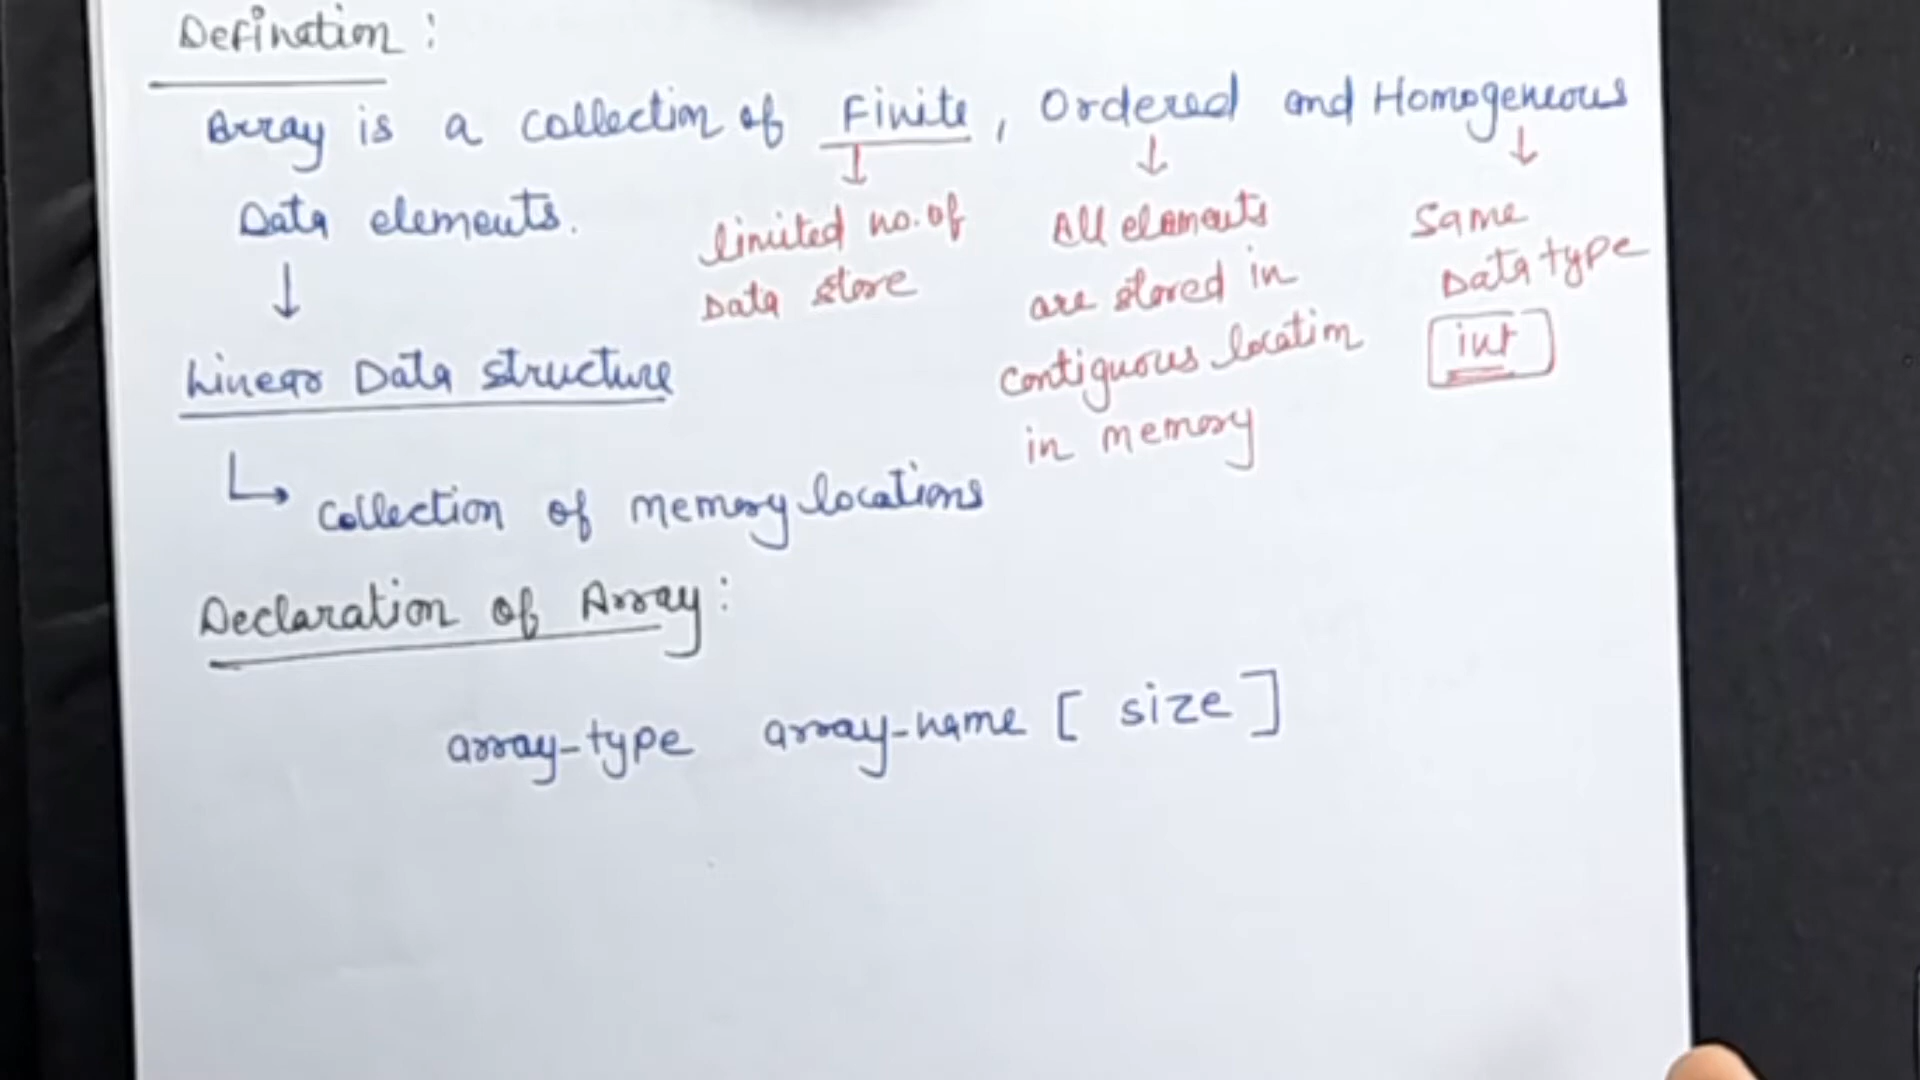 Defination :
Array is a collection of Finite, Ordered and Homogeneous
Data elements.
↓
limited no. of
Data store
↓
All elements
are stored in
contiguous location
in memory
↓
Same
Data type
int
↓
Linear Data structure
↳ Collection of memory locations
Declaration of Array :
array-type array-name [ size ]